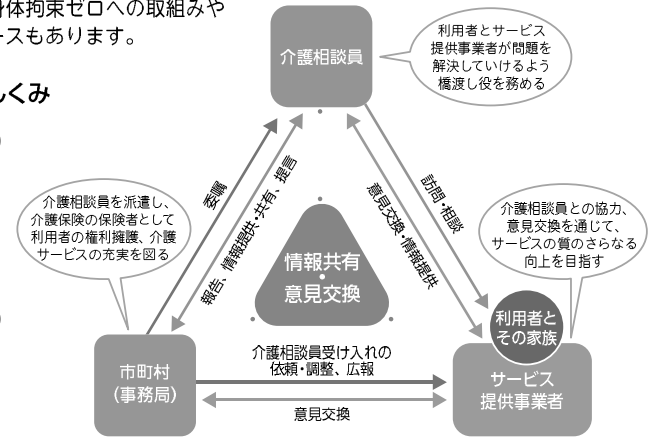 身体拘束ゼロへの取組みや
ースもあります。
しくみ
介護相談員
利用者とサービス
提供事業者が問題を
解決していけるよう
橋渡し役を務める
委嘱
報告、情報提供・共有、提言
意見交換・情報提供
訪問・相談
介護相談員を派遣し、
介護保険の保険者として
利用者の権利擁護、介護
サービスの充実を図る
介護相談員との協力、
意見交換を通じて、
サービスの質のさらなる
向上を目指す
情報共有
・
意見交換
利用者と
その家族
市町村
（事務局）
介護相談員受け入れの
依頼・調整、広報
意見交換
サービス
提供事業者